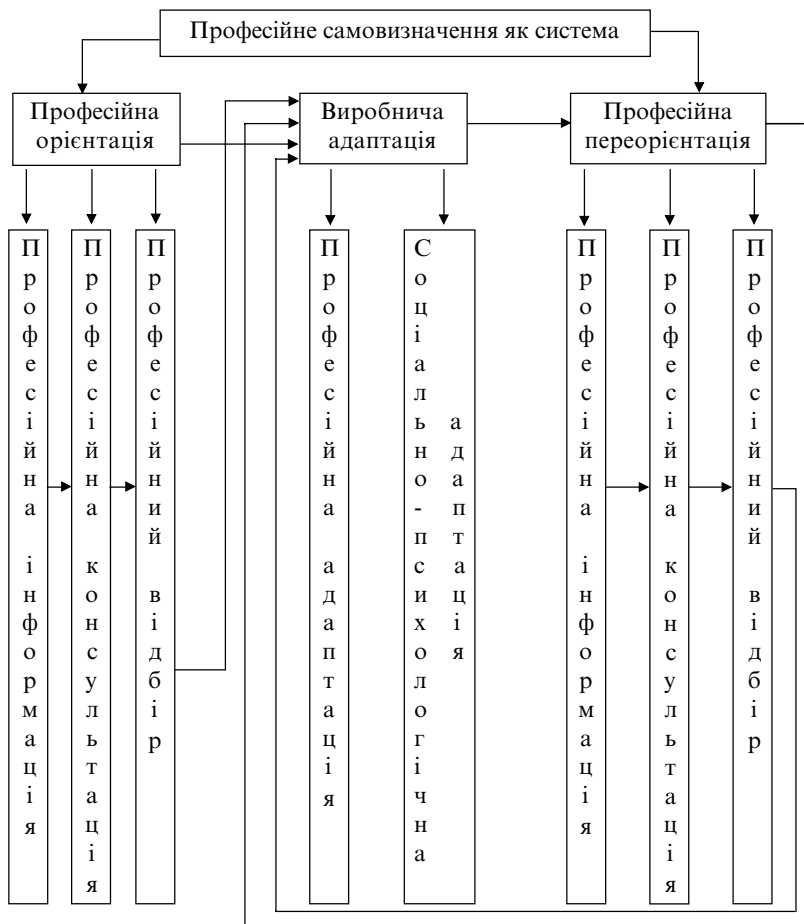 Професійне самовизначення як система
Професійна
орієнтація
Виробнича
адаптація
Професійна
переорієнтація
Професійна інформація
Професійна консультація
Професійний відбір
Професійна адаптація
Соціально-психологічна
адаптація
Професійна інформація
Професійна консультація
Професійний відбір